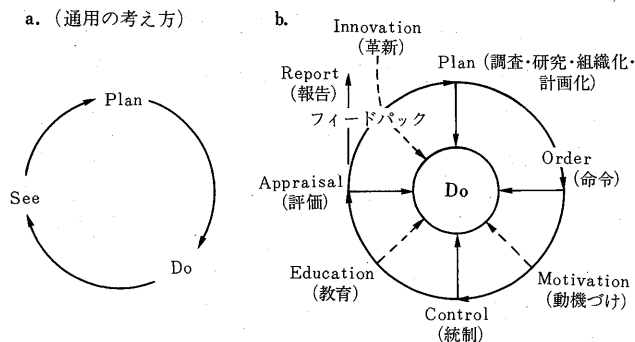 a. (通用の考え方)
Plan
See
Do
b.
Innovation
(革新)
Plan (調査・研究・組織化・
計画化)
Report
(報告)
フィードパック
Order
(命令)
Appraisal
(評価)
Do
Education
(教育)
Motivation
(動機づけ)
Control
(統制)